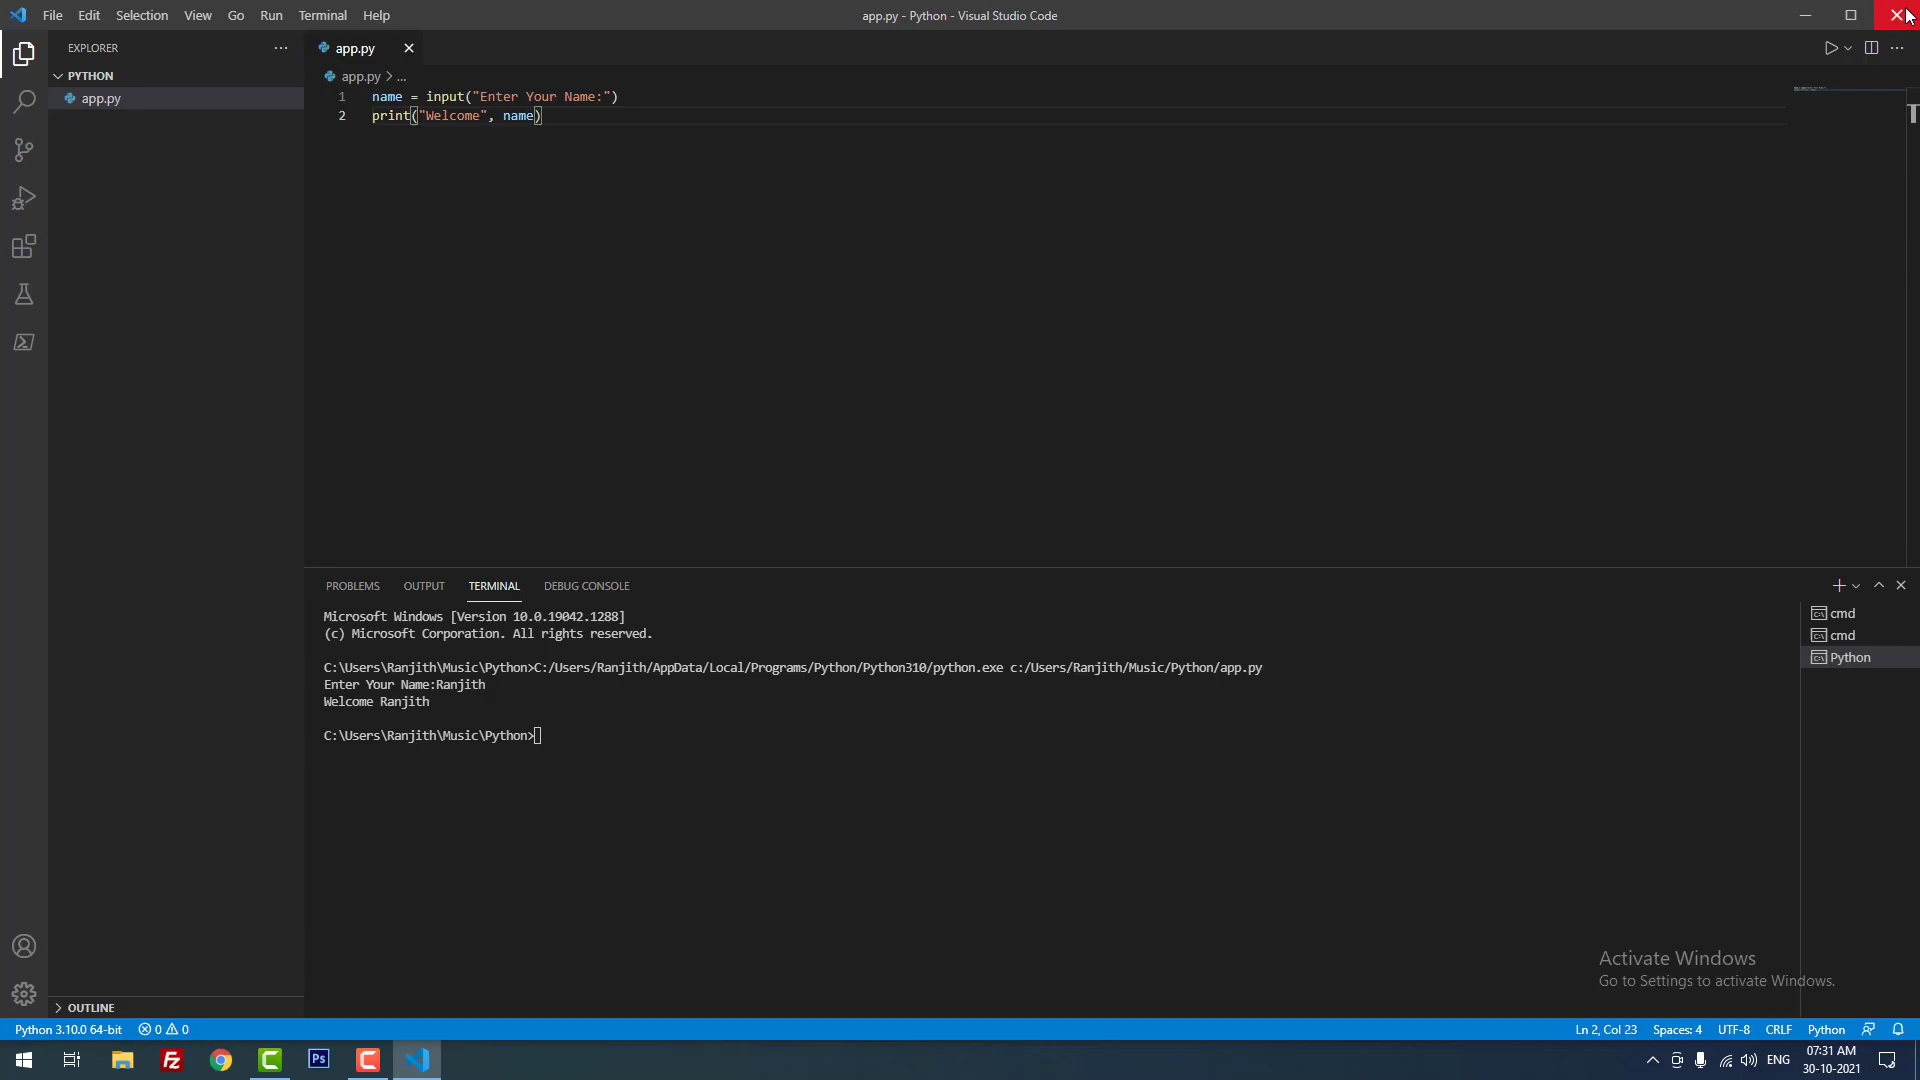 File Edit Selection View Go Run Terminal Help
app.py - Python - Visual Studio Code
EXPLORER
PYTHON
app.py
OUTLINE
app.py
app.py > ...
1 name = input("Enter Your Name:")
2 print("Welcome", name)
PROBLEMS OUTPUT TERMINAL DEBUG CONSOLE
Microsoft Windows [Version 10.0.19042.1288]
(c) Microsoft Corporation. All rights reserved.
C:\Users\Ranjith\Music\Python>C:/Users/Ranjith/AppData/Local/Programs/Python/Python310/python.exe c:/Users/Ranjith/Music/Python/app.py
Enter Your Name:Ranjith
Welcome Ranjith
C:\Users\Ranjith\Music\Python>
cmd
cmd
Python
Activate Windows
Go to Settings to activate Windows.
Python 3.10.0 64-bit 0 0 Ln 2, Col 23 Spaces: 4 UTF-8 CRLF Python
Fz Ps ENG 07:31 AM
30-10-2021